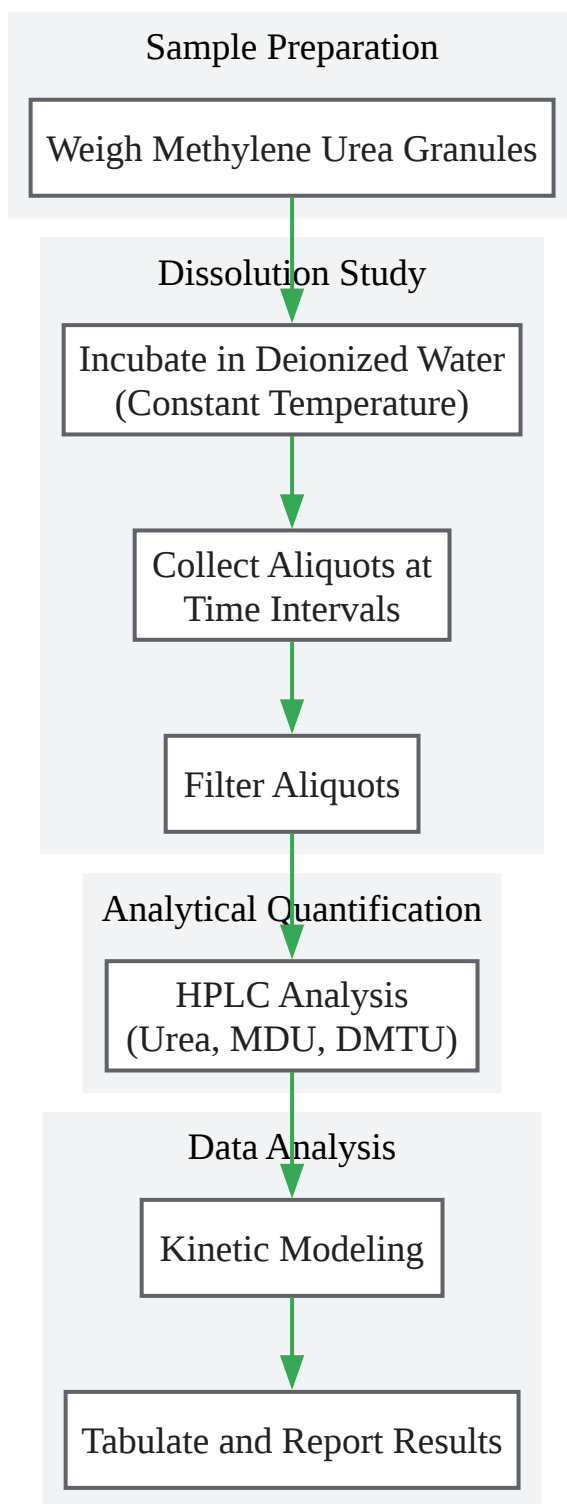 Sample Preparation
Weigh Methylene Urea Granules
Dissolution Study
Incubate in Deionized Water
(Constant Temperature)
Collect Aliquots at
Time Intervals
Filter Aliquots
Analytical Quantification
HPLC Analysis
(Urea, MDU, DMTU)
Data Analysis
Kinetic Modeling
Tabulate and Report Results